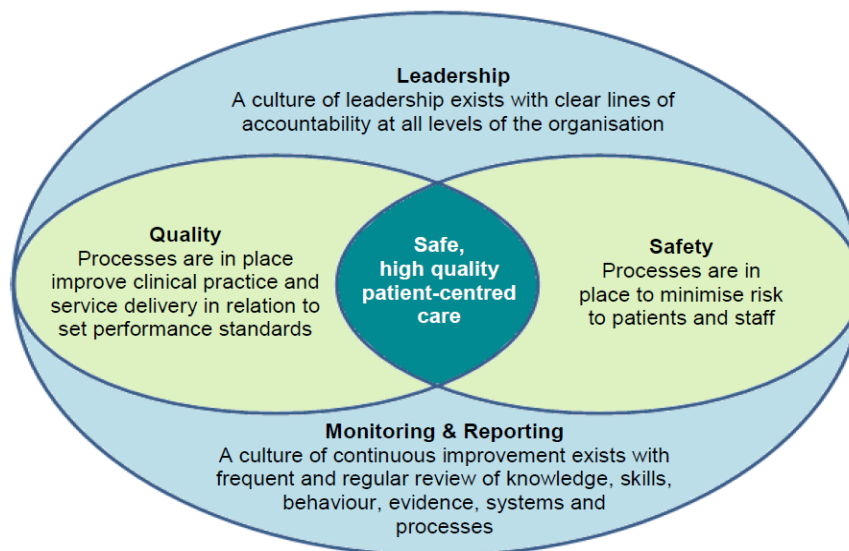 Leadership
A culture of leadership exists with clear lines of
accountability at all levels of the organisation
Quality
Processes are in place
improve clinical practice and
service delivery in relation to
set performance standards
Safe,
high quality
patient-centred
care
Safety
Processes are in
place to minimise risk
to patients and staff
Monitoring & Reporting
A culture of continuous improvement exists with
frequent and regular review of knowledge, skills,
behaviour, evidence, systems and
processes